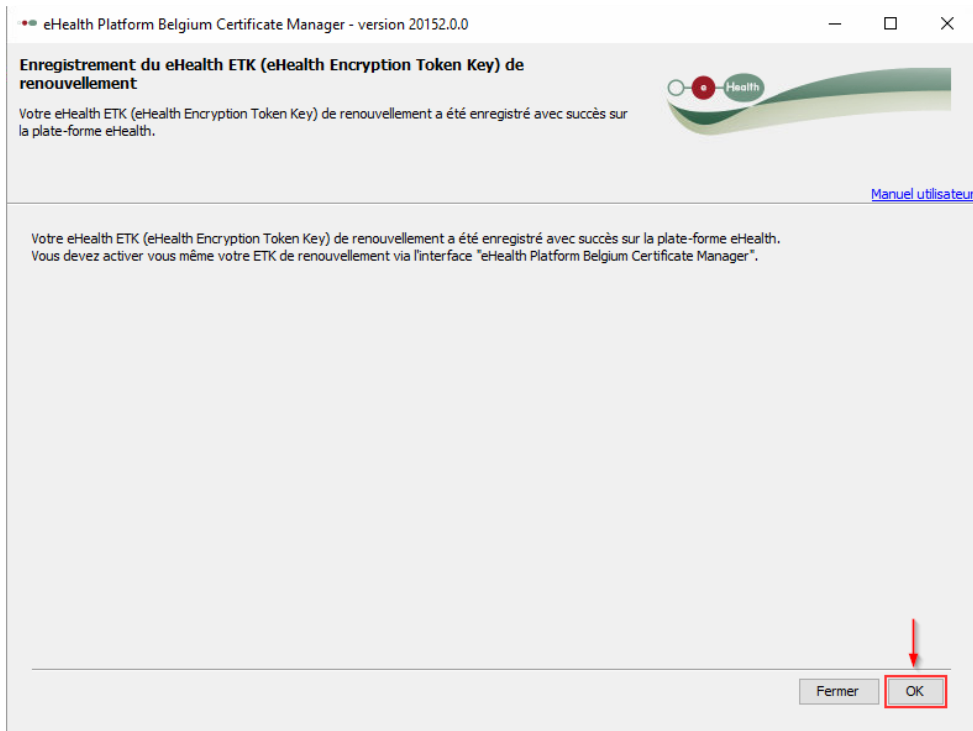 eHealth Platform Belgium Certificate Manager - version 20152.0.0
Enregistrement du eHealth ETK (eHealth Encryption Token Key) de
renouvellement
Votre eHealth ETK (eHealth Encryption Token Key) de renouvellement a été enregistré avec succès sur
la plate-forme eHealth.
e Health
Manuel utilisateur
Votre eHealth ETK (eHealth Encryption Token Key) de renouvellement a été enregistré avec succès sur la plate-forme eHealth.
Vous devez activer vous même votre ETK de renouvellement via l'interface "eHealth Platform Belgium Certificate Manager".
Fermer OK